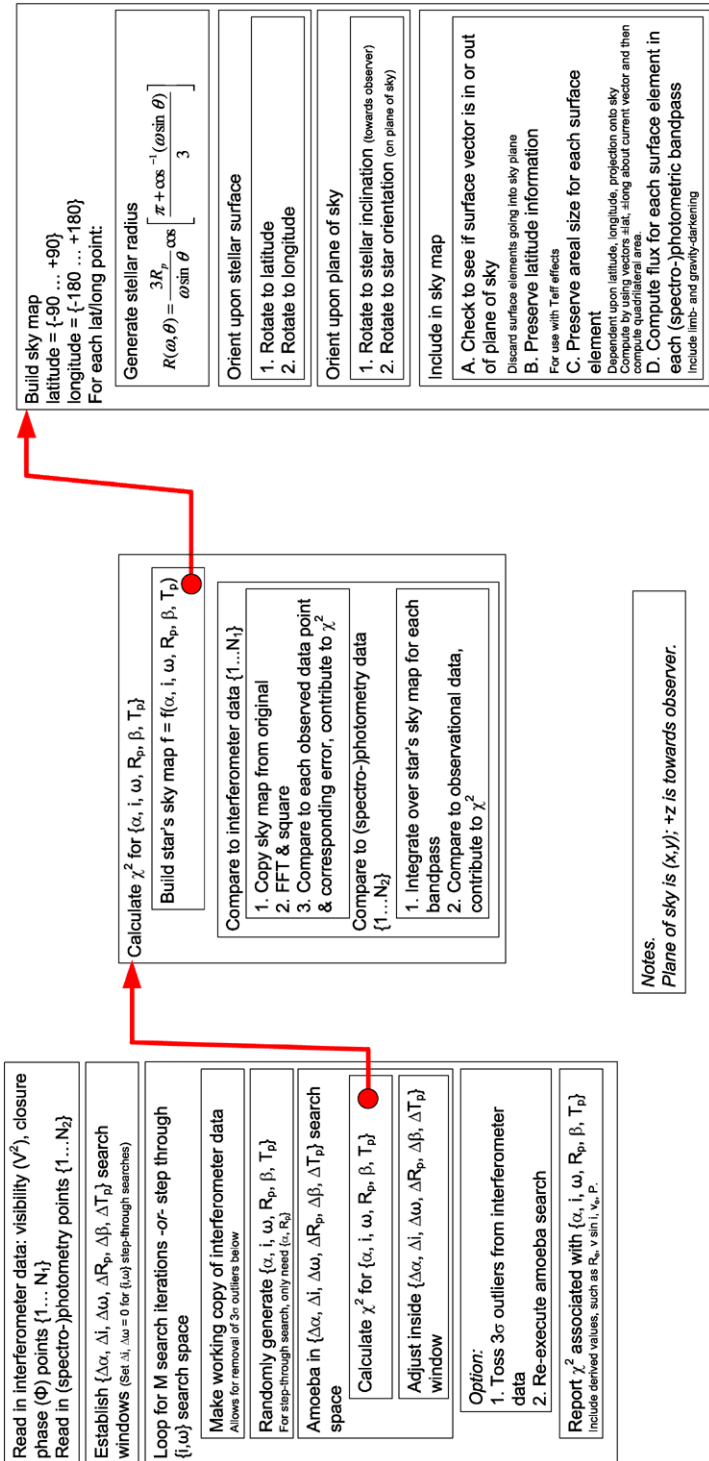 Read in interferometer data: visibility (V²), closure
phase (Φ) points {1... N₁}
Read in (spectro-)photometry points {1...N₂}
Establish {Δα, Δi, Δω, ΔRₚ, Δβ, ΔTₚ} search
windows (Set Δi, Δω = 0 for {i,ω} step-through searches)
Loop for M search iterations -or- step through
{i,ω} search space
Make working copy of interferometer data
Allows for removal of 3σ outliers below
Randomly generate {α, i, ω, Rₚ, β, Tₚ}
For step-through search, only need {α, Rₚ}
Amoeba in {Δα, Δi, Δω, ΔRₚ, Δβ, ΔTₚ} search
space
Calculate χ² for {α, i, ω, Rₚ, β, Tₚ}
Adjust inside {Δα, Δi, Δω, ΔRₚ, Δβ, ΔTₚ}
window
Option:
1. Toss 3σ outliers from interferometer
data
2. Re-execute amoeba search
Report χ² associated with {α, i, ω, Rₚ, β, Tₚ}
Include derived values, such as Rₑ, v sin i, vₑ, P.
Calculate χ² for {α, i, ω, Rₚ, β, Tₚ}
Build star's sky map f = f(α, i, ω, Rₚ, β, Tₚ)
Compare to interferometer data {1...N₁}
1. Copy sky map from original
2. FFT & square
3. Compare to each observed data point
& corresponding error, contribute to χ²
Compare to (spectro-)photometry data
{1...N₂}
1. Integrate over star's sky map for each
bandpass
2. Compare to observational data,
contribute to χ²
Notes.
Plane of sky is (x,y); +z is towards observer.
Build sky map
latitude = {-90 ... +90}
longitude = {-180 ... +180}
For each lat/long point:
Generate stellar radius
R(ω,θ) = 3Rₚ / (ω sin θ) cos [ (π + cos⁻¹(ω sin θ)) / 3 ]
Orient upon stellar surface
1. Rotate to latitude
2. Rotate to longitude
Orient upon plane of sky
1. Rotate to stellar inclination (towards observer)
2. Rotate to star orientation (on plane of sky)
Include in sky map
A. Check to see if surface vector is in or out
of plane of sky
Discard surface elements going into sky plane
B. Preserve latitude information
For use with Teff effects
C. Preserve areal size for each surface
element
Dependent upon latitude, longitude, projection onto sky
Compute by using vectors ±lat, ±long about current vector and then
compute quadrilateral area.
D. Compute flux for each surface element in
each (spectro-)photometric bandpass
Include limb- and gravity-darkening